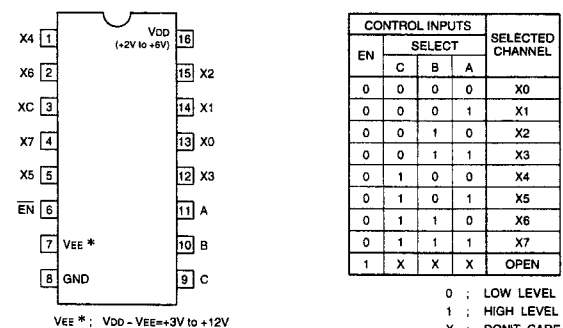 X4 1 VDD 16
(+2V to +6V)
X6 2 15 X2
XC 3 14 X1
X7 4 13 X0
X5 5 12 X3
EN 6 11 A
7 VEE * 10 B
8 GND 9 C
VEE * ; VDD - VEE=+3V to +12V
CONTROL INPUTS SELECTED CHANNEL
EN SELECT
C B A
0 0 0 0 X0
0 0 0 1 X1
0 0 1 0 X2
0 0 1 1 X3
0 1 0 0 X4
0 1 0 1 X5
0 1 1 0 X6
0 1 1 1 X7
1 X X X OPEN
0 ; LOW LEVEL
1 ; HIGH LEVEL
X ; DON'T CARE